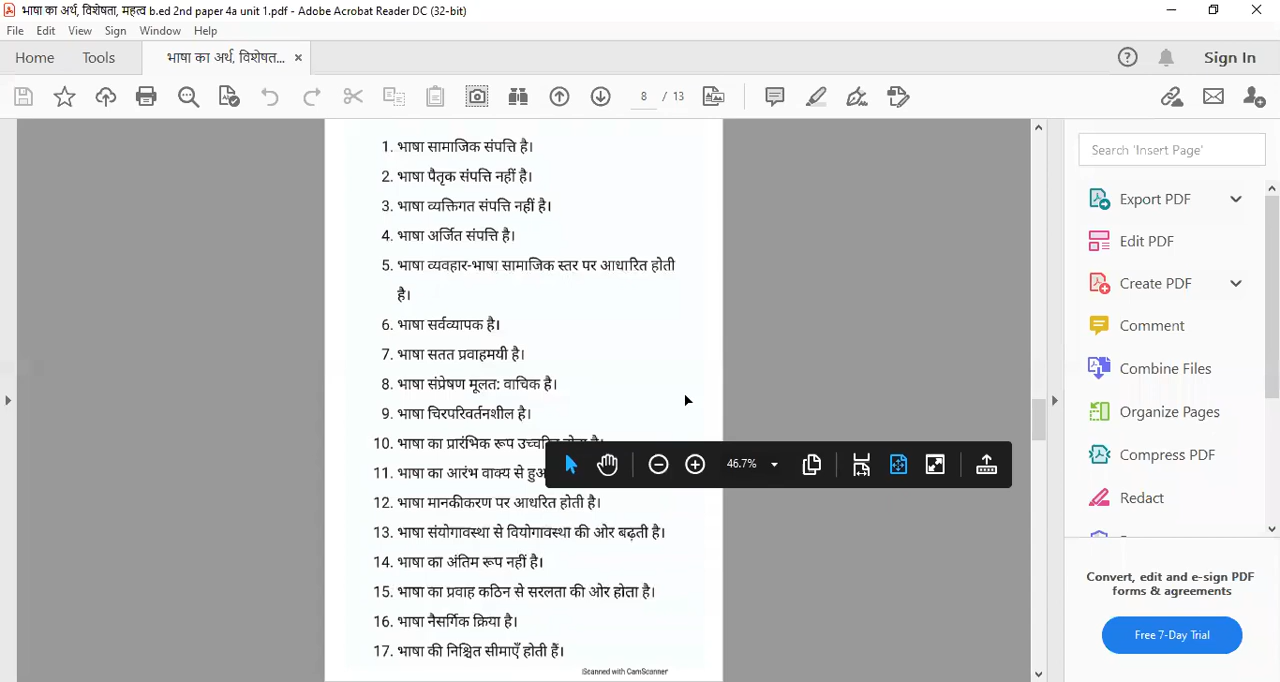 भाषा का अर्थ, विशेषता, महत्व b.ed 2nd paper 4a unit 1.pdf - Adobe Acrobat Reader DC (32-bit)
File Edit View Sign Window Help
Home Tools भाषा का अर्थ, विशेषत... × Sign In
8 / 13
Search 'Insert Page'
Export PDF
Edit PDF
Create PDF
Comment
Combine Files
Organize Pages
Compress PDF
Redact
Convert, edit and e-sign PDF
forms & agreements
Free 7-Day Trial
1. भाषा सामाजिक संपत्ति है।
2. भाषा पैतृक संपत्ति नहीं है।
3. भाषा व्यक्तिगत संपत्ति नहीं है।
4. भाषा अर्जित संपत्ति है।
5. भाषा व्यवहार-भाषा सामाजिक स्तर पर आधारित होती
है।
6. भाषा सर्वव्यापक है।
7. भाषा सतत प्रवाहमयी है।
8. भाषा संप्रेषण मूलत: वाचिक है।
9. भाषा चिरपरिवर्तनशील है।
10. भाषा का प्रारंभिक रूप
11. भाषा का आरंभ वाक्य से
12. भाषा मानकीकरण पर आधरित होती है।
13. भाषा संयोगावस्था से वियोगावस्था की ओर बढ़ती है।
14. भाषा का अंतिम रूप नहीं है।
15. भाषा का प्रवाह कठिन से सरलता की ओर होता है।
16. भाषा नैसर्गिक क्रिया है।
17. भाषा की निश्चित सीमाएँ होती हैं।
46.7%
Scanned with CamScanner